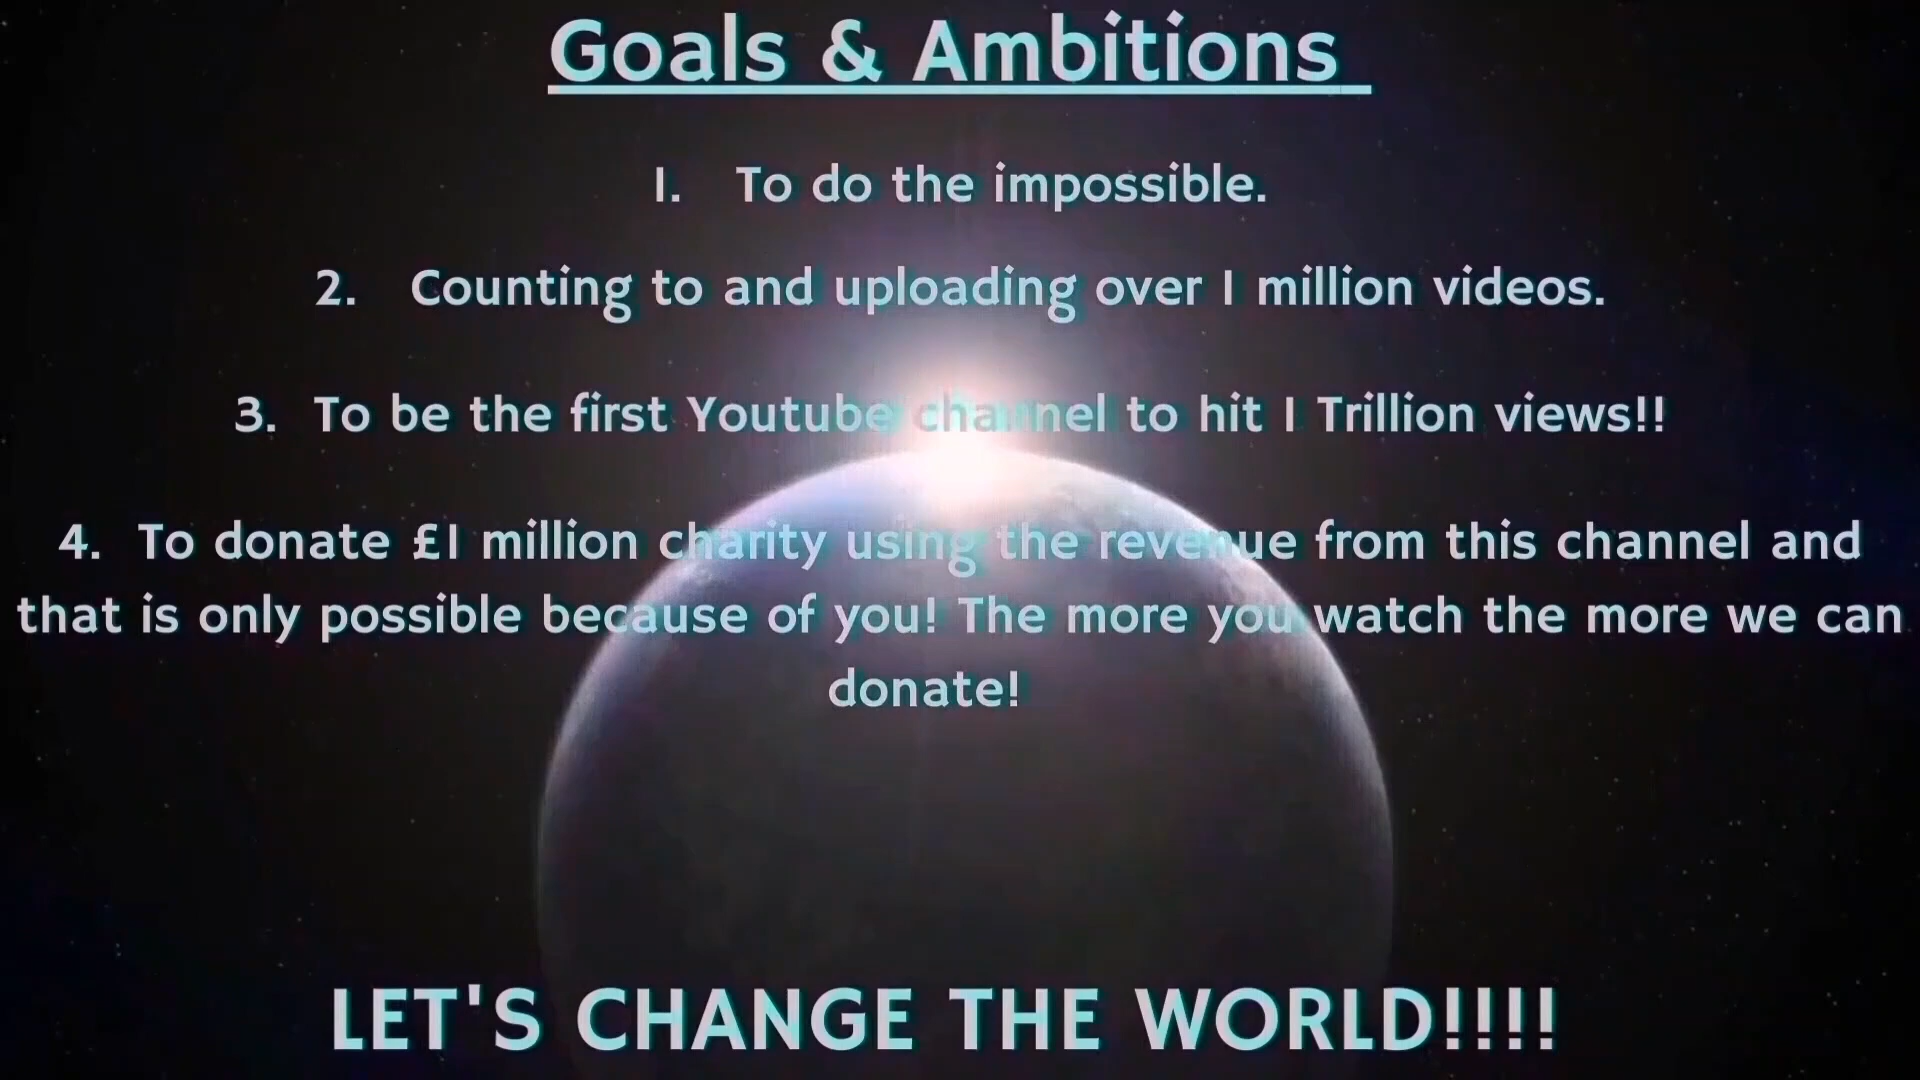 Goals & Ambitions
1. To do the impossible.
2. Counting to and uploading over 1 million videos.
3. To be the first Youtube channel to hit 1 Trillion views!!
4. To donate £1 million charity using the revenue from this channel and
that is only possible because of you! The more you watch the more we can
donate!
LET'S CHANGE THE WORLD!!!!